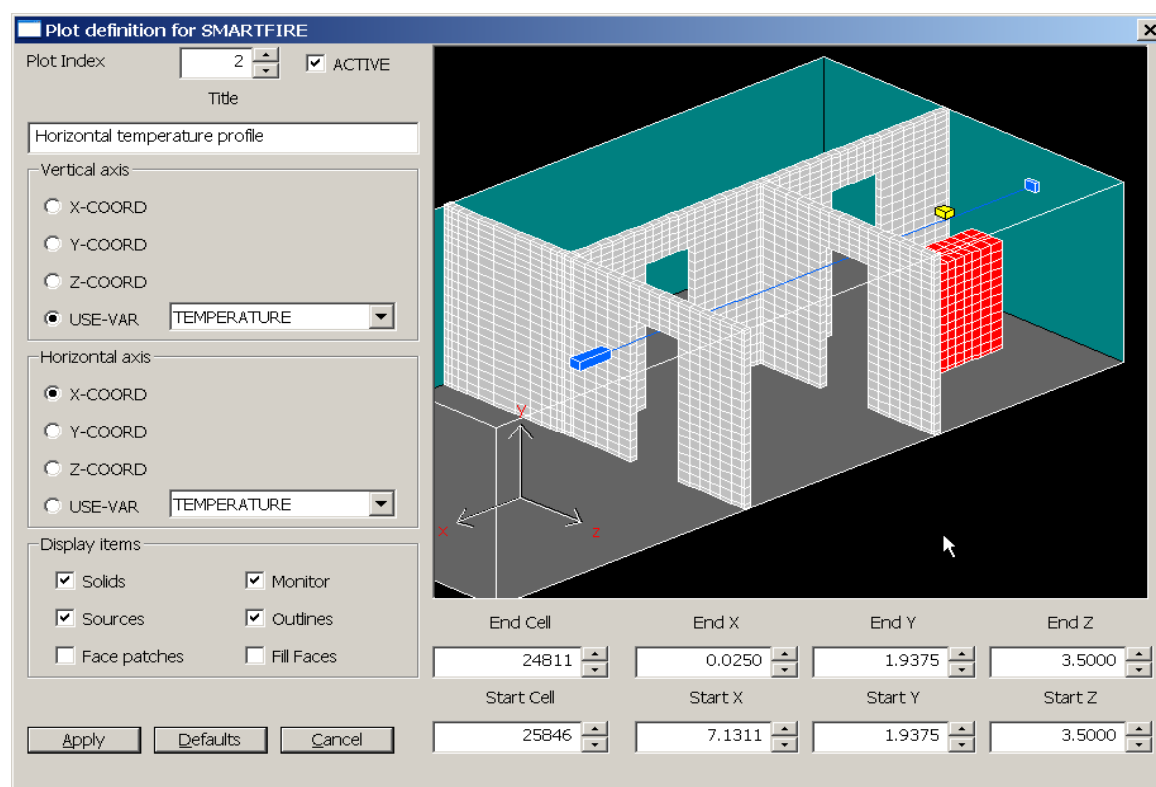 Plot definition for SMARTFIRE
Plot Index 2 ACTIVE
Title
Horizontal temperature profile
Vertical axis
X-COORD
Y-COORD
Z-COORD
USE-VAR TEMPERATURE
Horizontal axis
X-COORD
Y-COORD
Z-COORD
USE-VAR TEMPERATURE
Display items
Solids Monitor
Sources Outlines
Face patches Fill Faces
Apply Defaults Cancel
y
x z
End Cell End X End Y End Z
24811 0.0250 1.9375 3.5000
Start Cell Start X Start Y Start Z
25846 7.1311 1.9375 3.5000